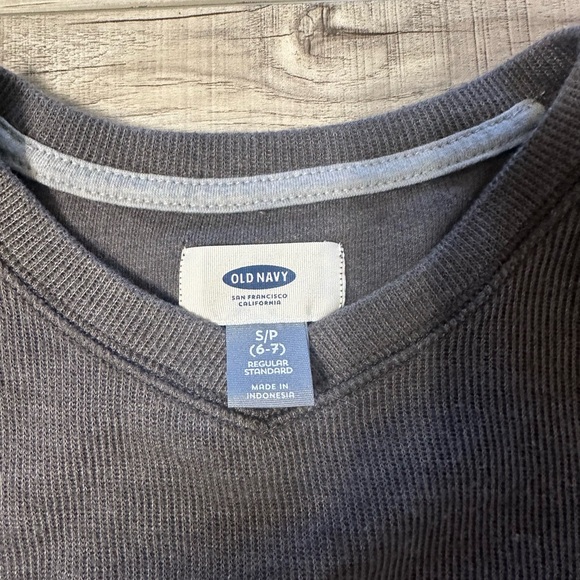 OLD NAVY
SAN FRANCISCO
CALIFORNIA
S/P
(6-7)
REGULAR
STANDARD
MADE IN
INDONESIA